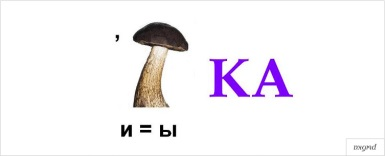 , КА
и = ы